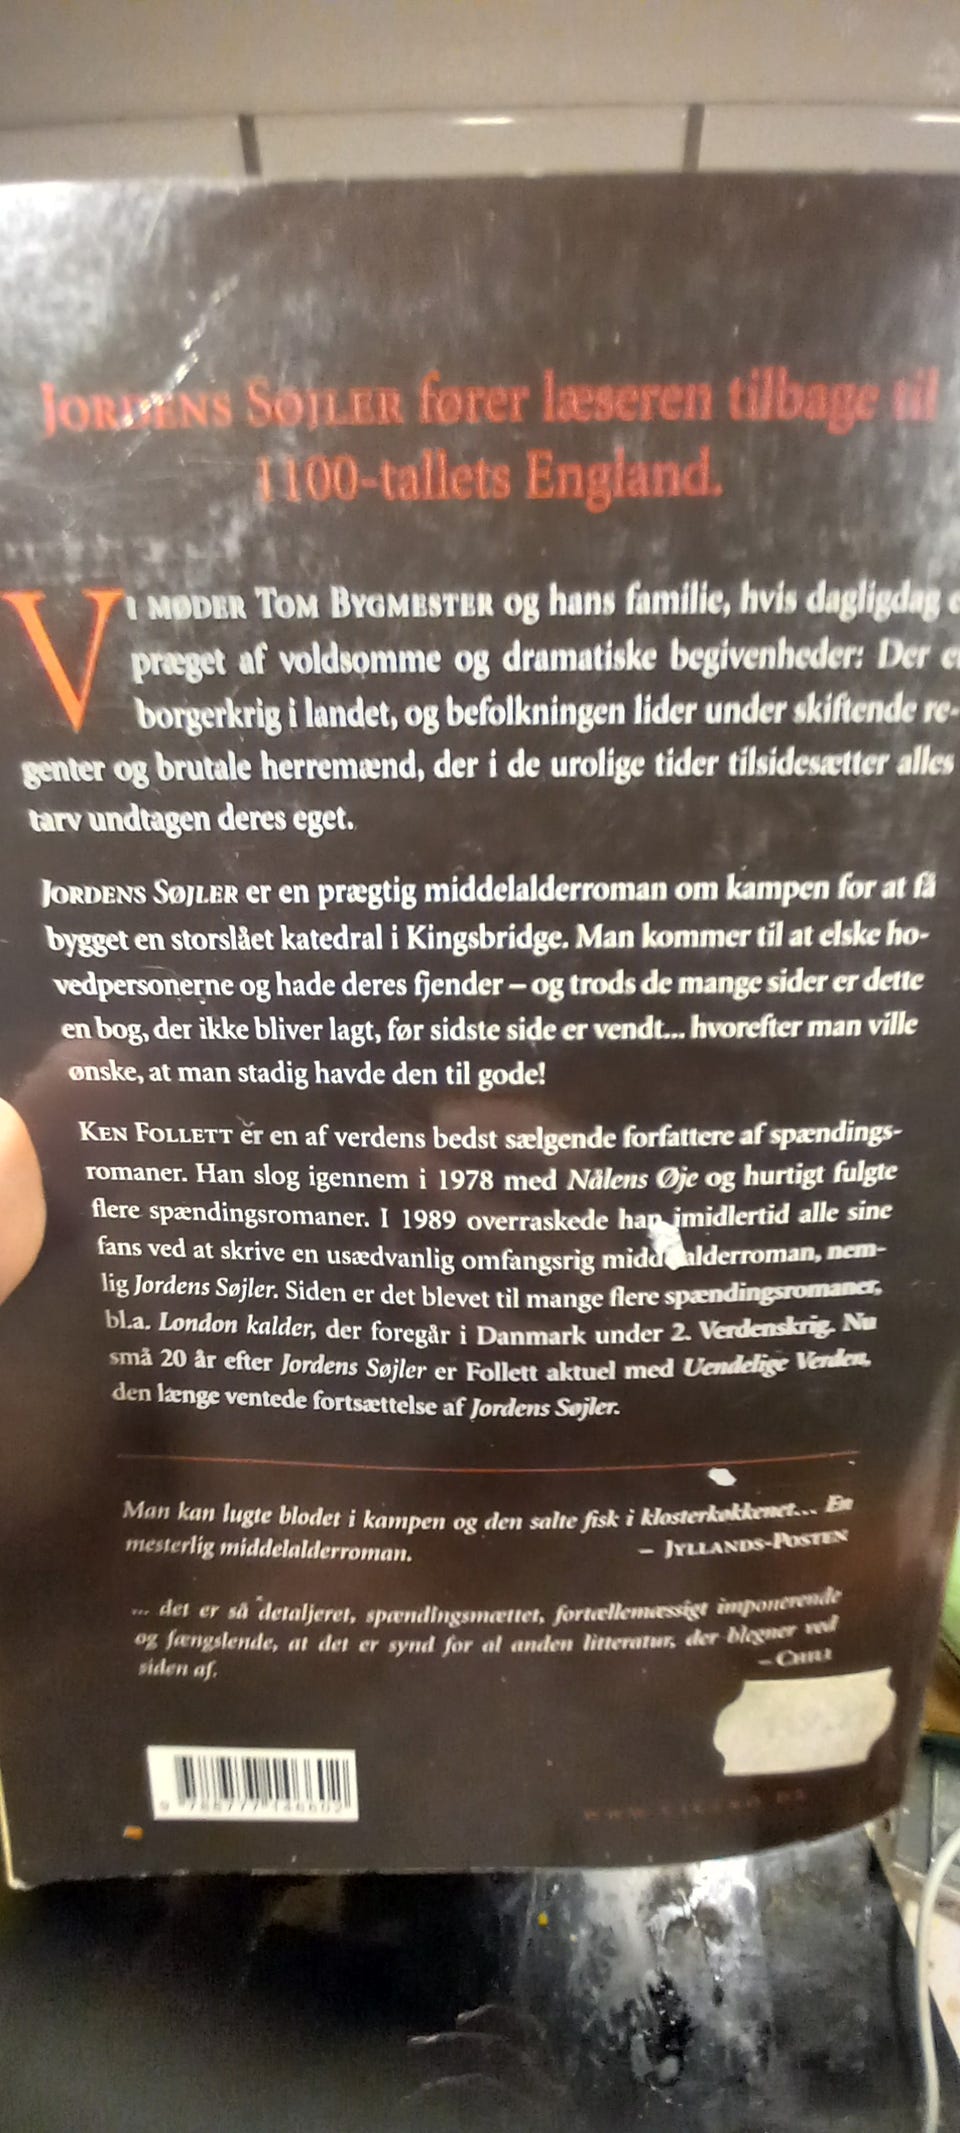 JORDENS SØJLER fører læseren tilbage til
1100-tallets England.
VI MØDER TOM BYGMESTER og hans familie, hvis dagligdag
præget af voldsomme og dramatiske begivenheder: Der
borgerkrig i landet, og befolkningen lider under skiftende re-
genter og brutale herremænd, der i de urolige tider tilsidesætter alles
tarv undtagen deres eget.
JORDENS SØJLER er en prægtig middelalderroman om kampen for at få
bygget en storslået katedral i Kingsbridge. Man kommer til at elske ho-
vedpersonerne og hade deres fjender – og trods de mange sider er dette
en bog, der ikke bliver lagt, før sidste side er vendt... hvorefter man ville
ønske, at man stadig havde den til gode!
KEN FOLLETT er en af verdens bedst sælgende forfattere af spændings-
romaner. Han slog igennem i 1978 med Nålens Øje og hurtigt fulgte
flere spændingsromaner. I 1989 overraskede han imidlertid alle sine
fans ved at skrive en usædvanlig omfangsrig middelalderroman, nem-
lig Jordens Søjler. Siden er det blevet til mange flere spændingsromaner,
bl.a. London kalder, der foregår i Danmark under 2. Verdenskrig. Nu
små 20 år efter Jordens Søjler er Follett aktuel med Uendelige Verden,
den længe ventede fortsættelse af Jordens Søjler.
Man kan lugte blodet i kampen og den salte fisk i klosterkøkkenet... En
mesterlig middelalderroman. – JYLLANDS-POSTEN
... det er så detaljeret, spændingsmættet, fortællemæssigt imponerende
og fængslende, at det er synd for al anden litteratur, der blegner ved
siden af. – CHILI